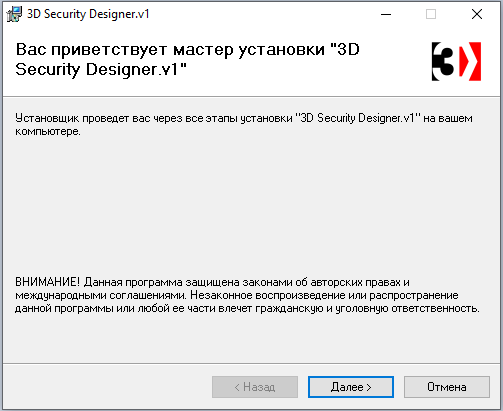 3D Security Designer.v1
Вас приветствует мастер установки "3D
Security Designer.v1"
3
Установщик проведет вас через все этапы установки "3D Security Designer.v1" на вашем
компьютере.
ВНИМАНИЕ! Данная программа защищена законами об авторских правах и
международными соглашениями. Незаконное воспроизведение или распространение
данной программы или любой ее части влечет гражданскую и уголовную ответственность.
< Назад
Далее >
Отмена